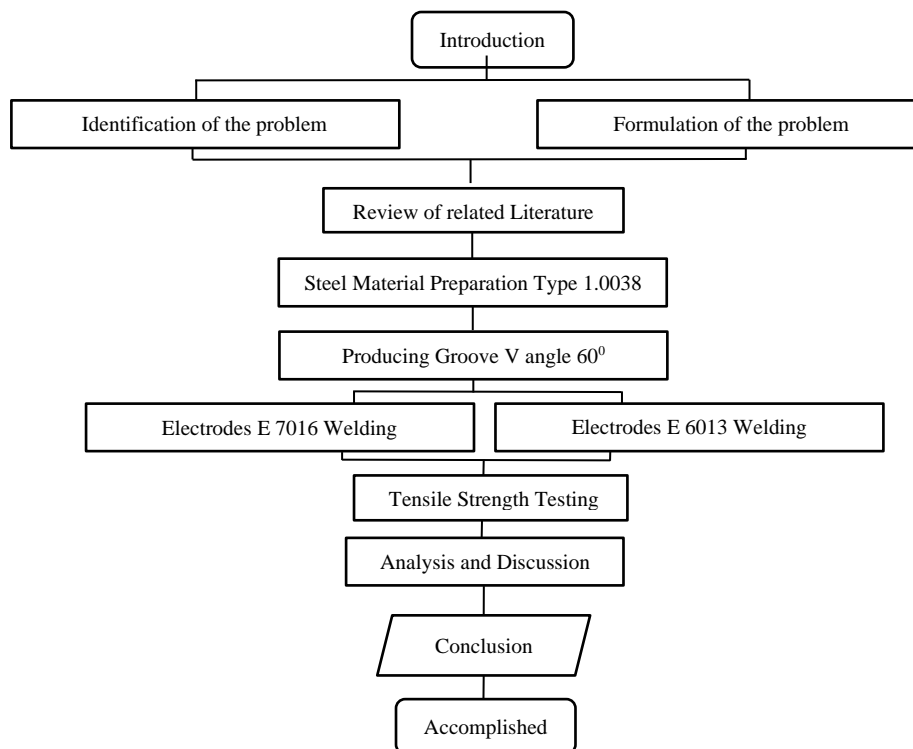 Introduction
Identification of the problem
Formulation of the problem
Review of related Literature
Steel Material Preparation Type 1.0038
Producing Groove V angle 60⁰
Electrodes E 7016 Welding
Electrodes E 6013 Welding
Tensile Strength Testing
Analysis and Discussion
Conclusion
Accomplished